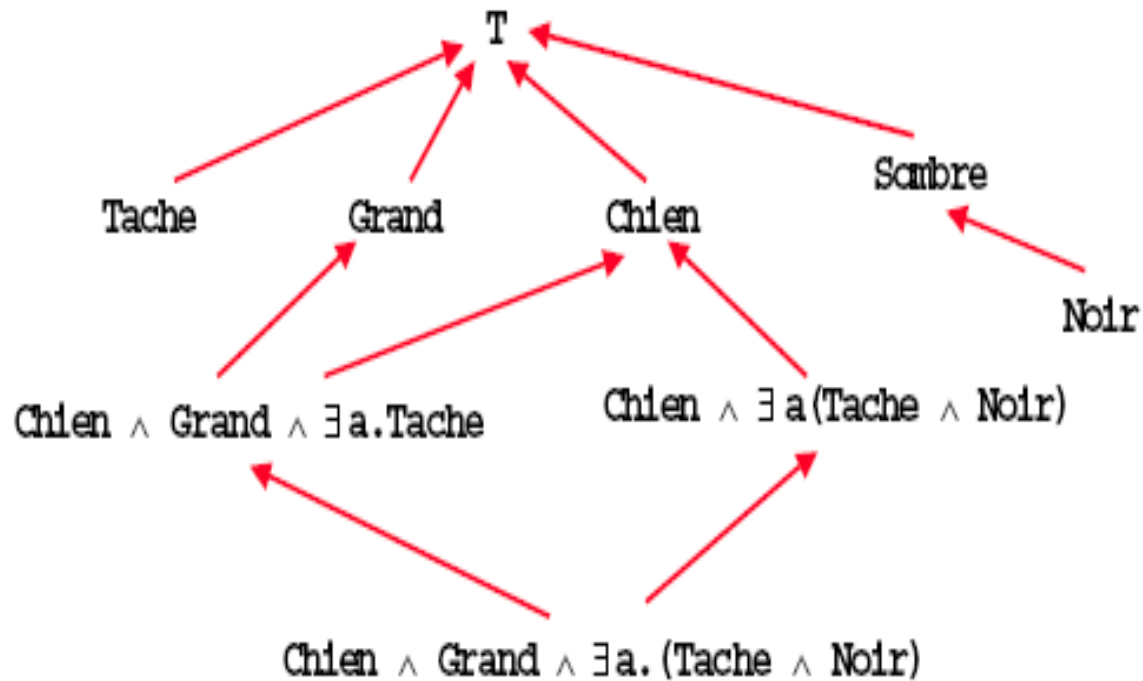 T
Sombre
Tache Grand Chien
Noir
Chien ∧ Grand ∧ ∃a.Tache
Chien ∧ ∃a(Tache ∧ Noir)
Chien ∧ Grand ∧ ∃a.(Tache ∧ Noir)